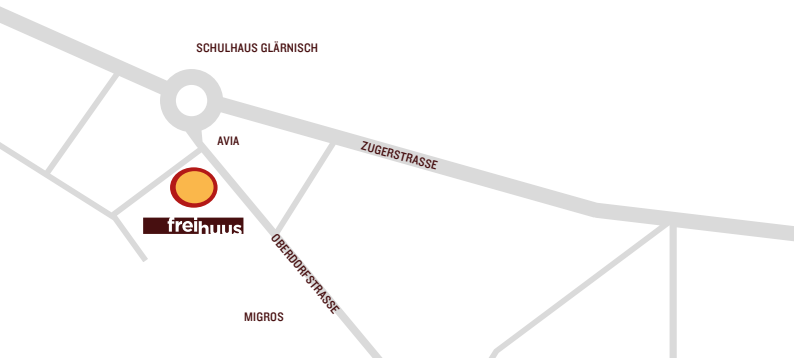 SCHULHAUS GLÄRNISCH
AVIA
ZUGERSTRASSE
freihuus
OBERDORFSTRASSE
MIGROS